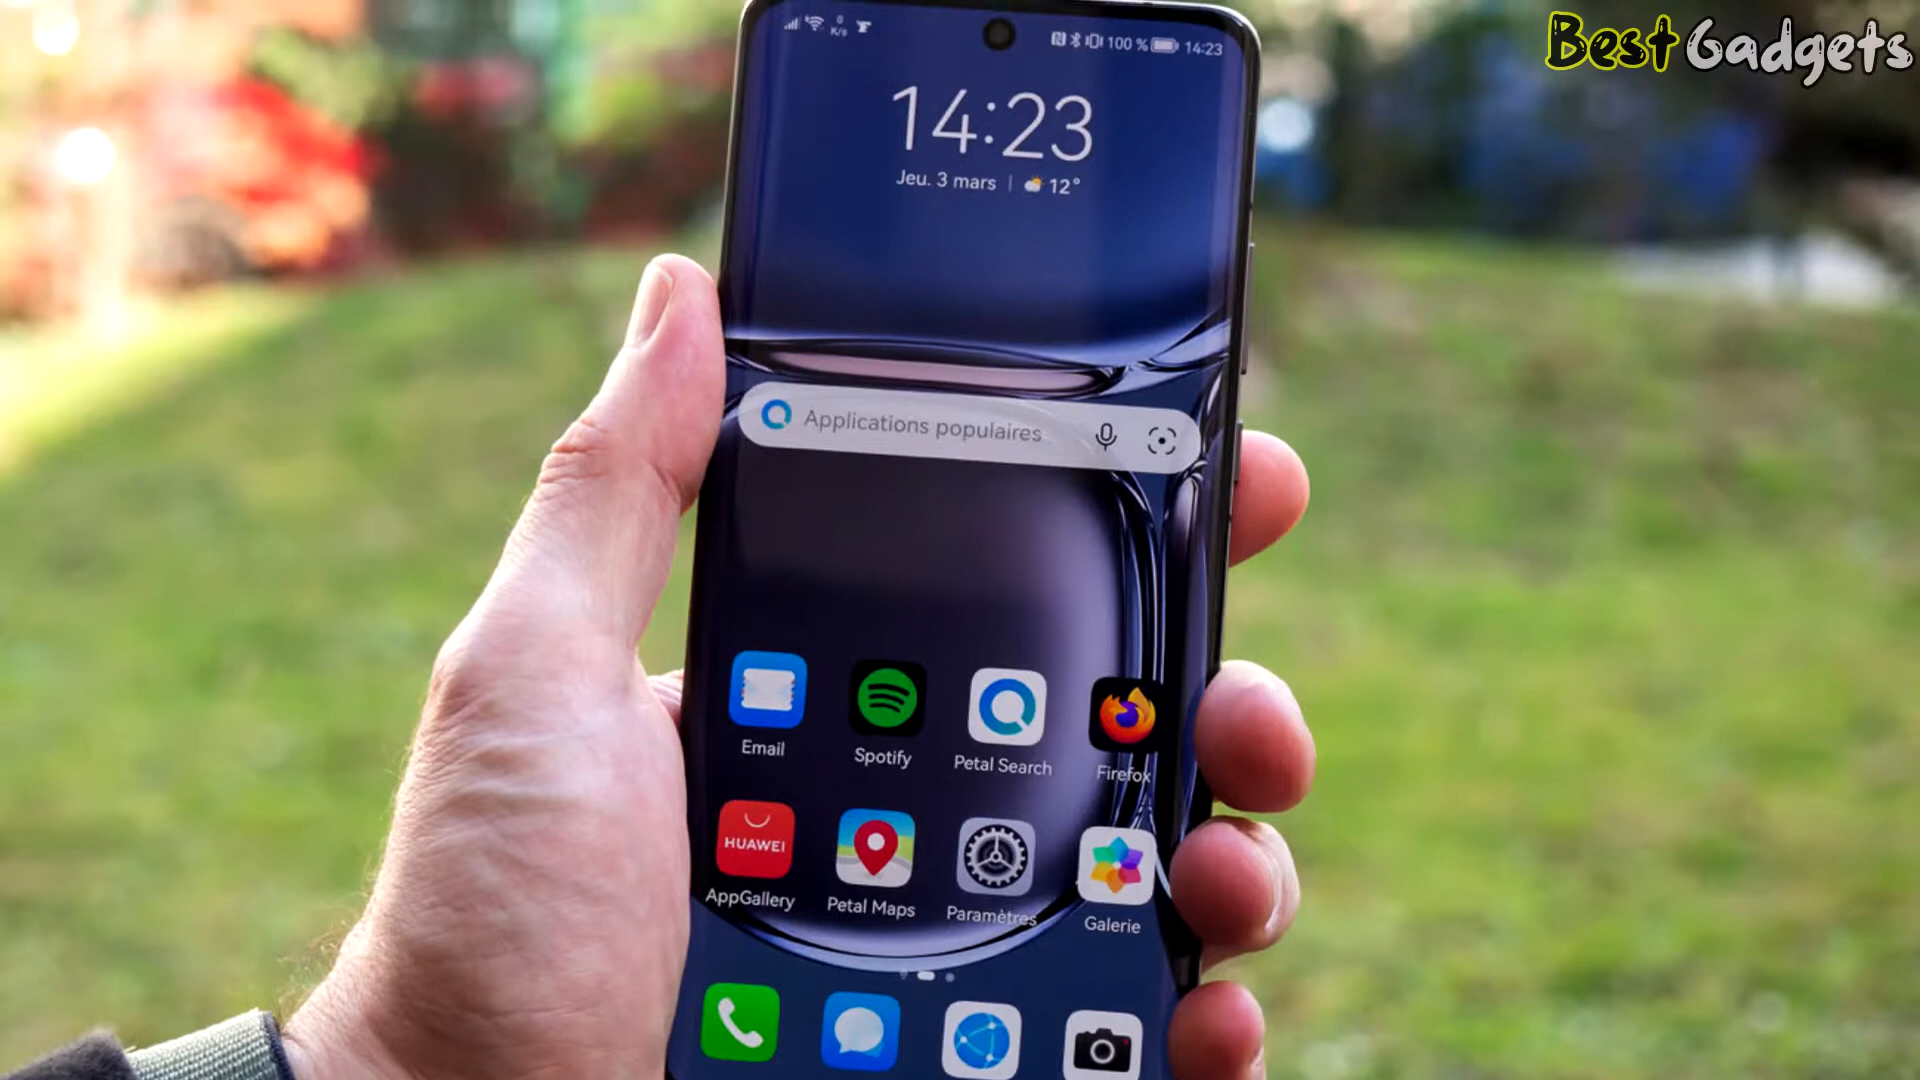 Best Gadgets
0
K/s
100 % 14:23
14:23
Jeu. 3 mars | 12°
Applications populaires
Email Spotify Petal Search Firefox
HUAWEI
AppGallery Petal Maps Paramètres Galerie